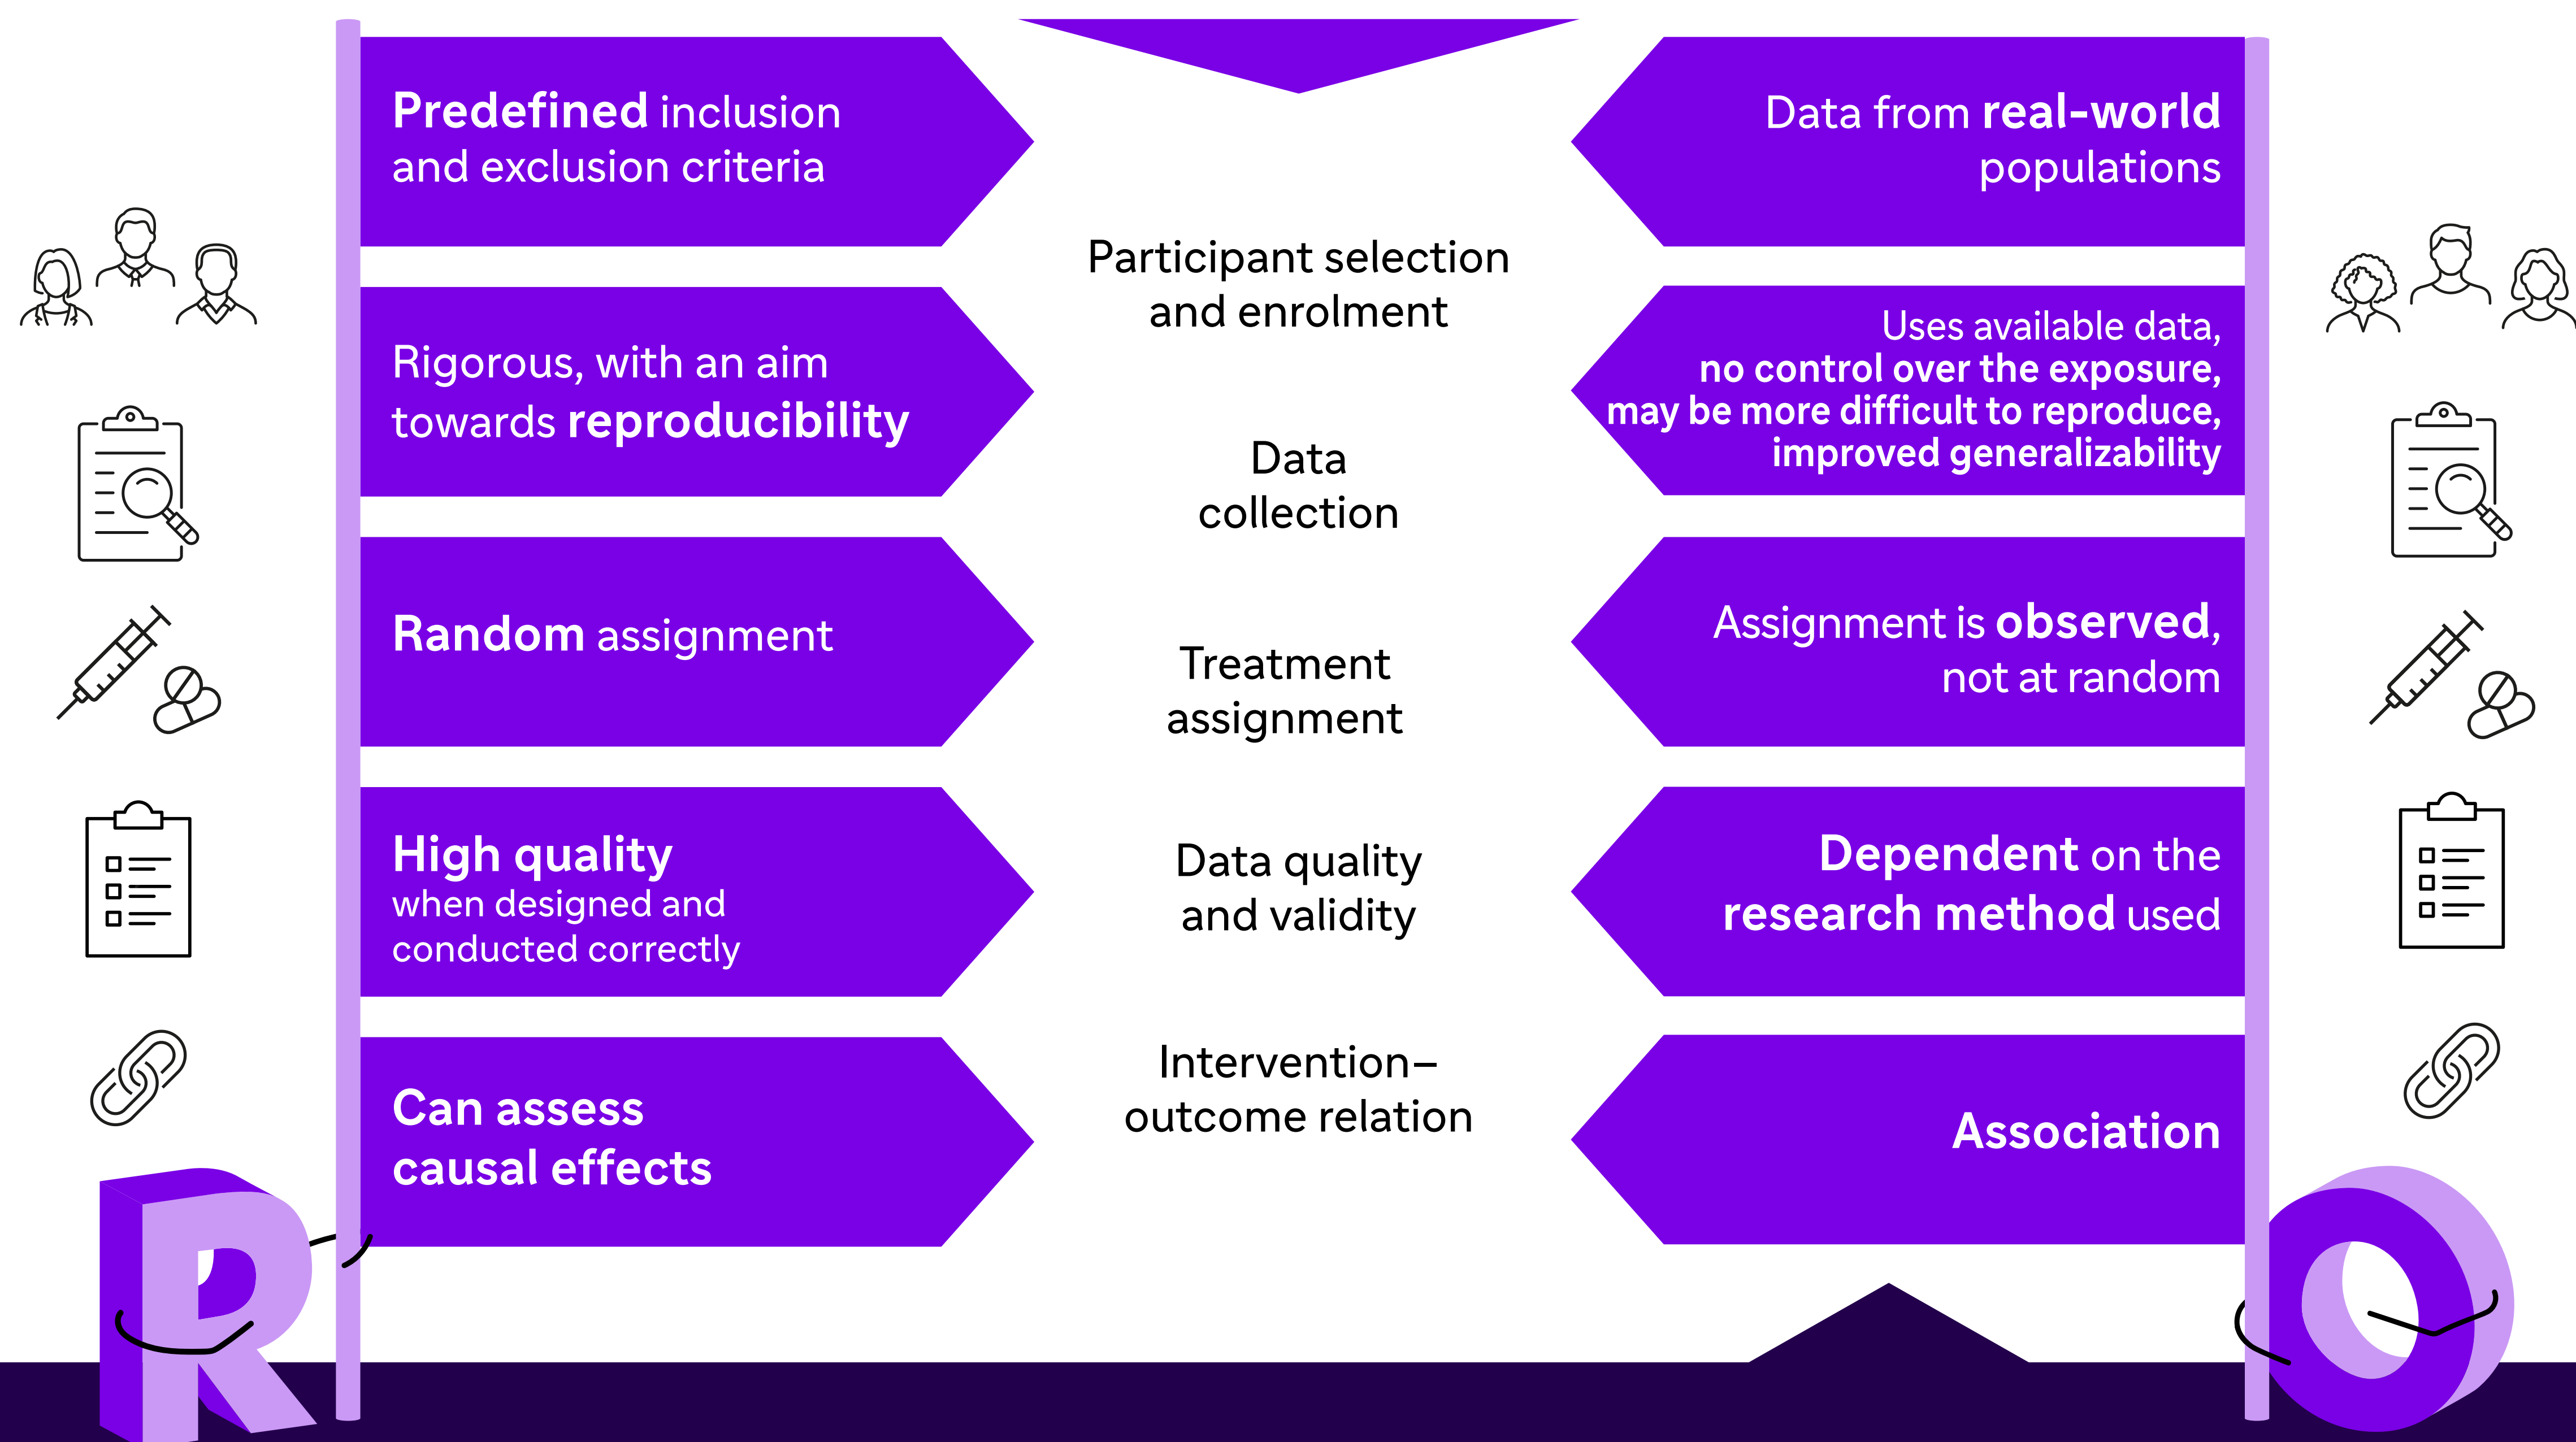 Predefined inclusion
and exclusion criteria
Rigorous, with an aim
towards reproducibility
Random assignment
High quality
when designed and
conducted correctly
Can assess
causal effects
Participant selection
and enrolment
Data
collection
Treatment
assignment
Data quality
and validity
Intervention–
outcome relation
Data from real-world
populations
Uses available data,
no control over the exposure,
may be more difficult to reproduce,
improved generalizability
Assignment is observed,
not at random
Dependent on the
research method used
Association
R
O